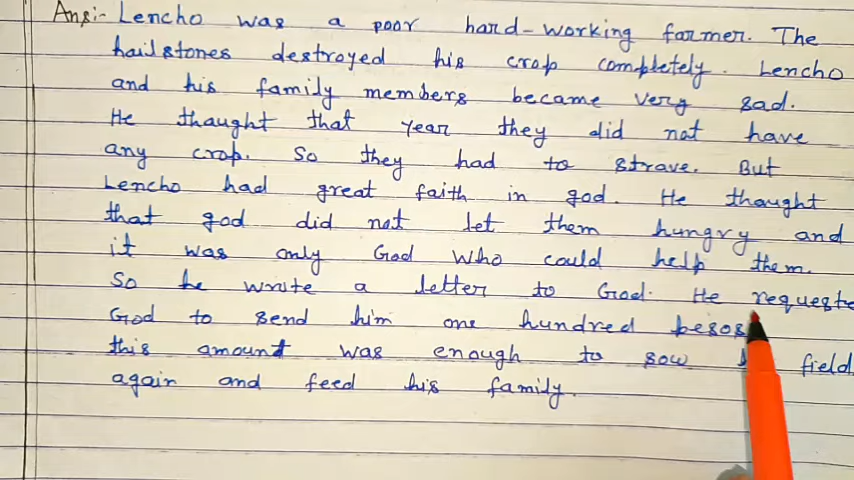 Ans:- Lencho was a poor hard-working farmer. The
hailstones destroyed his crop completely. Lencho
and his family members became very sad.
He thought that year they did not have
any crop. So they had to strave. But
Lencho had great faith in god. He thought
that god did not let them hungry and
it was only God who could help them.
So he write a letter to God. He requeste
God to send him one hundred besos
this amount was enough to sow field
again and feed his family.